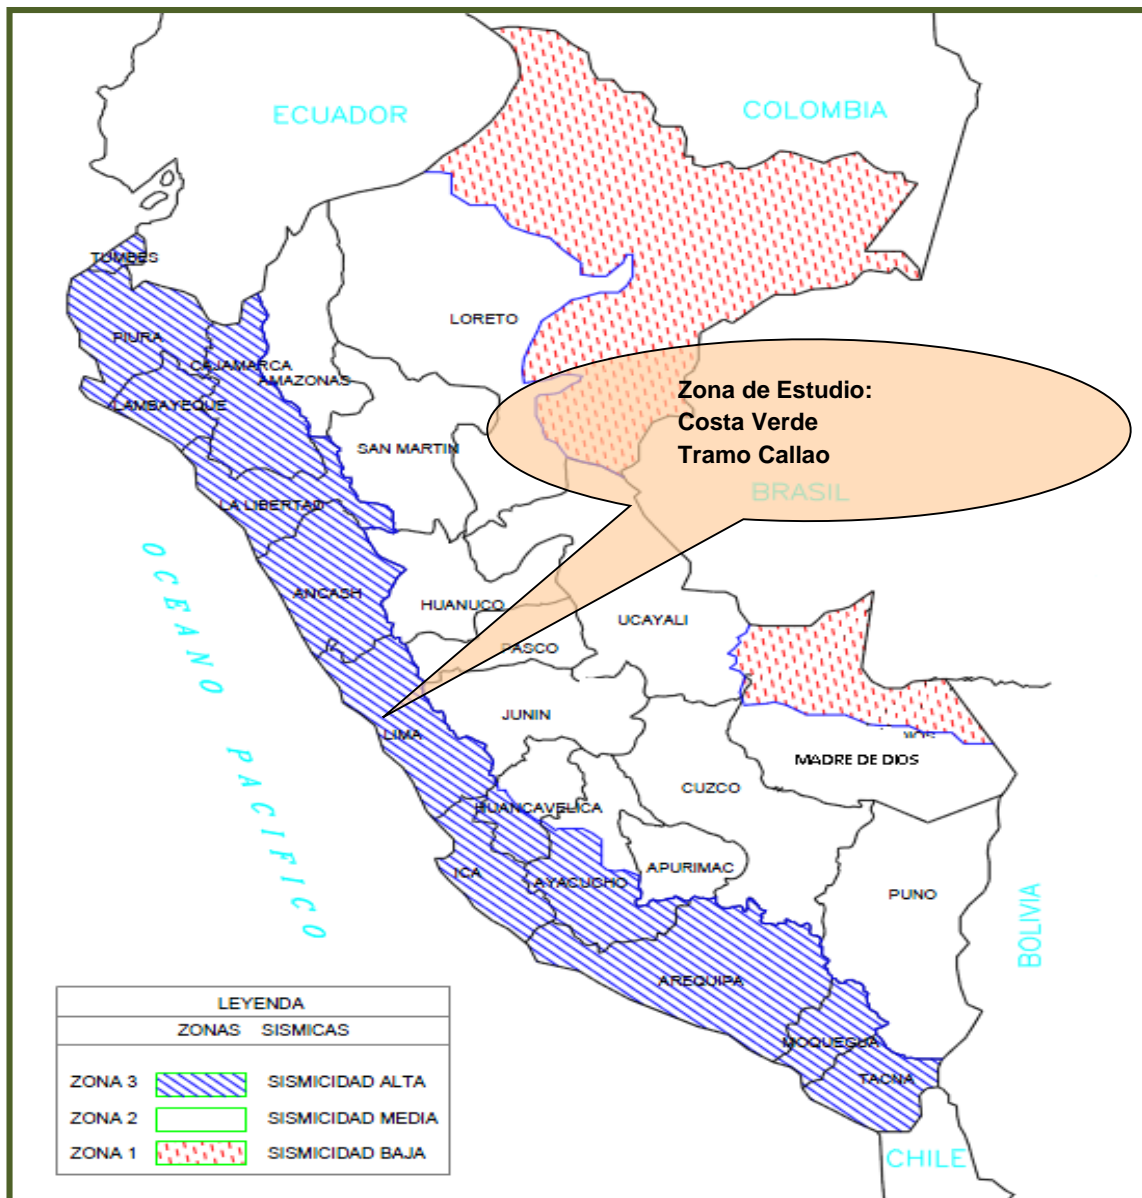 ECUADOR
COLOMBIA
TUMBES
LORETO
PIURA
CAJAMARCA
AMAZONAS
LAMBAYEQUE
Zona de Estudio:
Costa Verde
Tramo Callao
SAN MARTIN
BRASIL
LA LIBERTAD
OCEANO PACIFICO
ANCASH
HUANUCO
UCAYALI
PASCO
JUNIN
LIMA
MADRE DE DIOS
CUZCO
HUANCAVELICA
ICA
AYACUCHO
APURIMAC
PUNO
BOLIVIA
AREQUIPA
MOQUEGUA
TACNA
CHILE
LEYENDA
ZONAS SISMICAS
ZONA 3 SISMICIDAD ALTA
ZONA 2 SISMICIDAD MEDIA
ZONA 1 SISMICIDAD BAJA